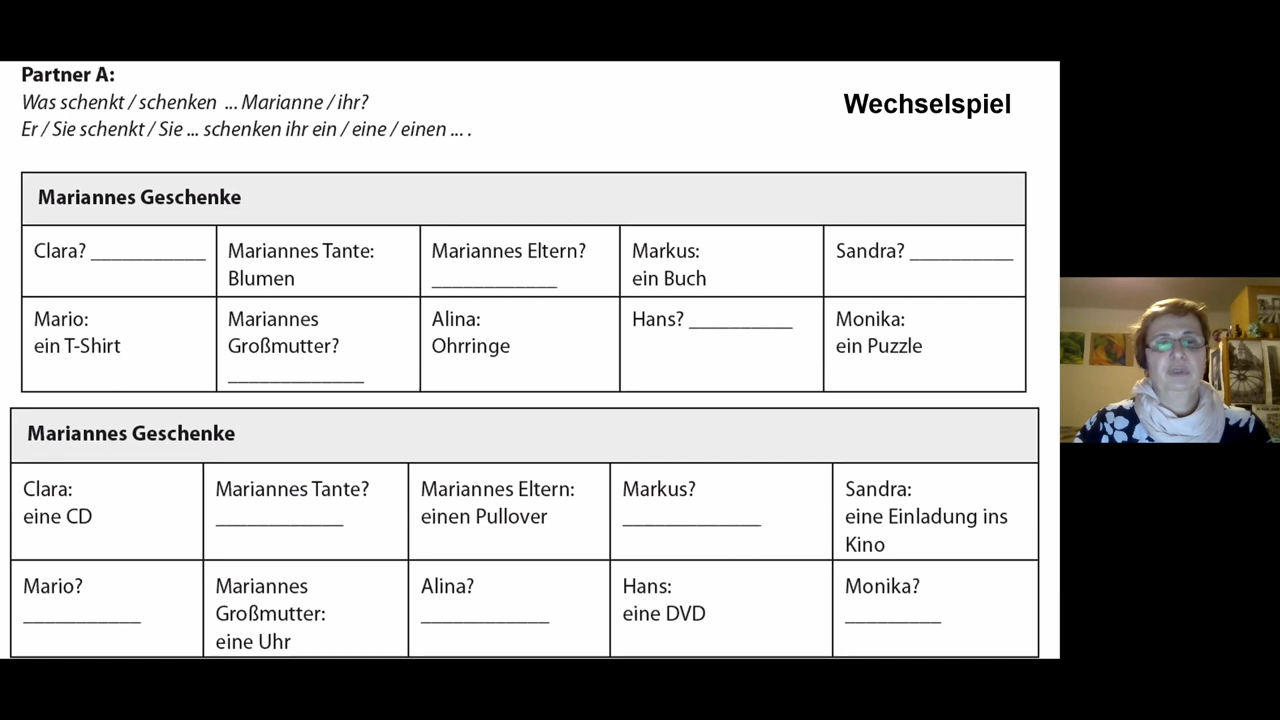 Partner A:
Was schenkt / schenken ... Marianne / ihr?
Er / Sie schenkt / Sie ... schenken ihr ein / eine / einen ... .
Wechselspiel
Mariannes Geschenke
Clara? ___________
Mariannes Tante:
Blumen
Mariannes Eltern?
____________
Markus:
ein Buch
Sandra? __________
Mario:
ein T-Shirt
Mariannes
Großmutter?
_____________
Alina:
Ohrringe
Hans? __________
Monika:
ein Puzzle
Mariannes Geschenke
Clara:
eine CD
Mariannes Tante?
____________
Mariannes Eltern:
einen Pullover
Markus?
_____________
Sandra:
eine Einladung ins
Kino
Mario?
___________
Mariannes
Großmutter:
eine Uhr
Alina?
____________
Hans:
eine DVD
Monika?
_________